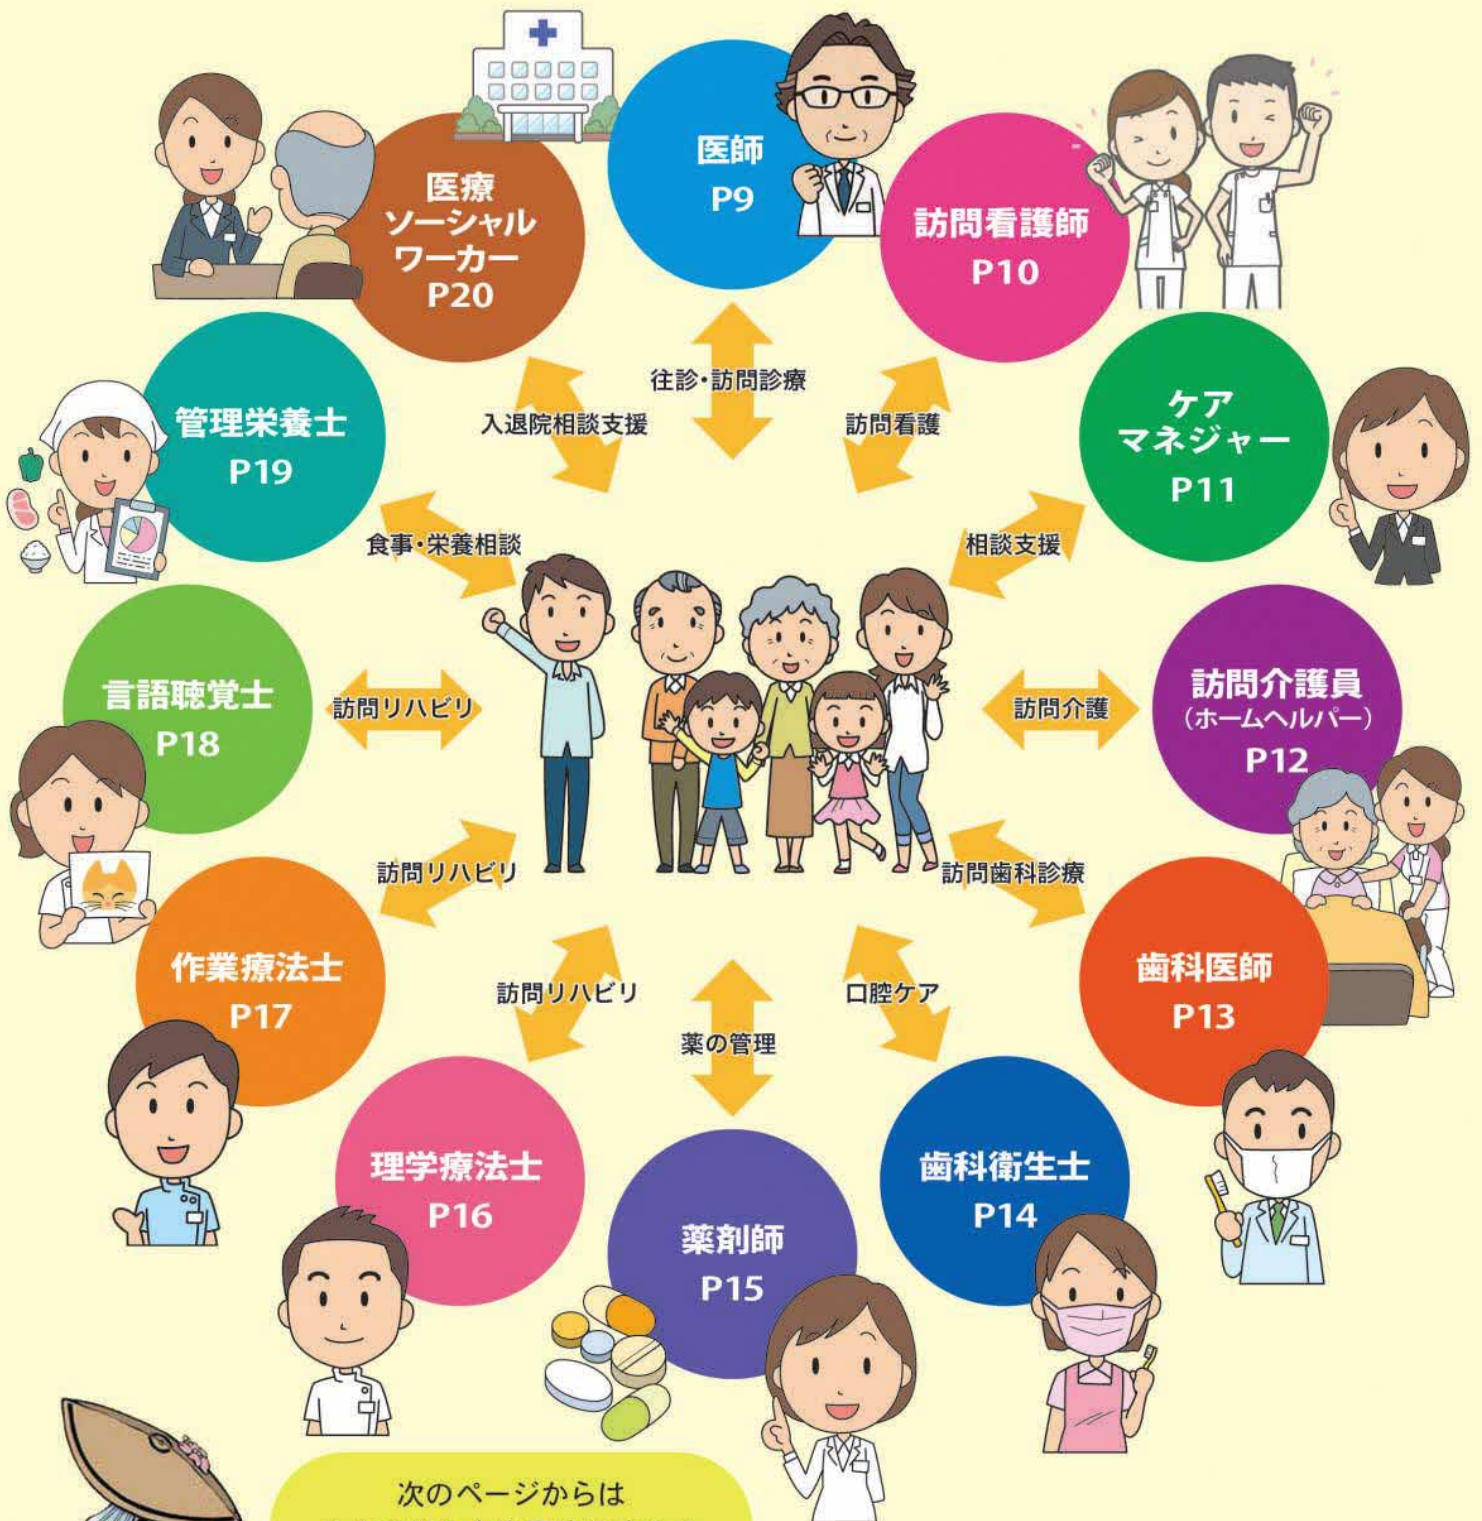 医師
P9
訪問看護師
P10
ケア
マネジャー
P11
訪問介護員
(ホームヘルパー)
P12
歯科医師
P13
歯科衛生士
P14
薬剤師
P15
理学療法士
P16
作業療法士
P17
言語聴覚士
P18
管理栄養士
P19
医療
ソーシャル
ワーカー
P20
往診・訪問診療
訪問看護
相談支援
訪問介護
訪問歯科診療
口腔ケア
薬の管理
訪問リハビリ
訪問リハビリ
訪問リハビリ
食事・栄養相談
入退院相談支援
次のページからは